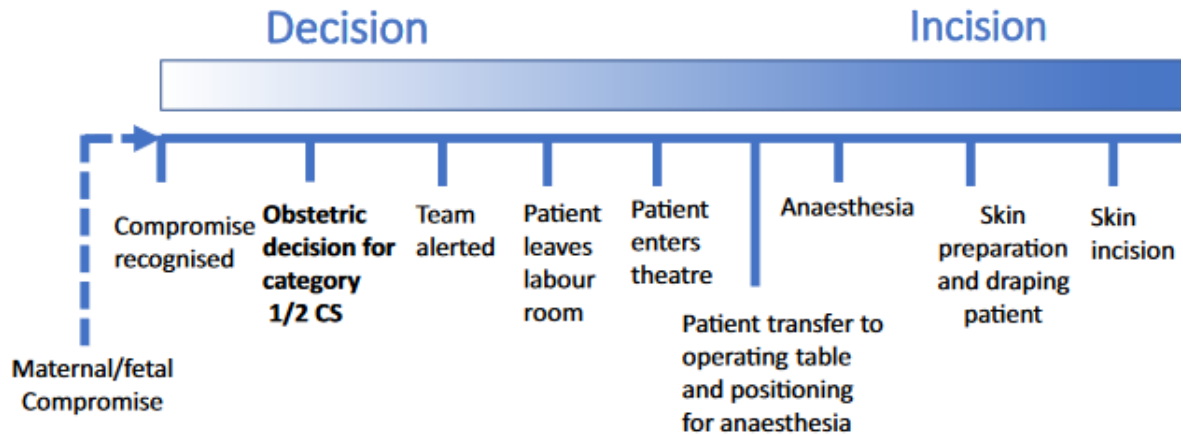 Decision
Incision
Compromise
recognised
Obstetric
decision for
category
1/2 CS
Team
alerted
Patient
leaves
labour
room
Patient
enters
theatre
Patient transfer to
operating table
and positioning
for anaesthesia
Anaesthesia
Skin
preparation
and draping
patient
Skin
incision
Maternal/fetal
Compromise